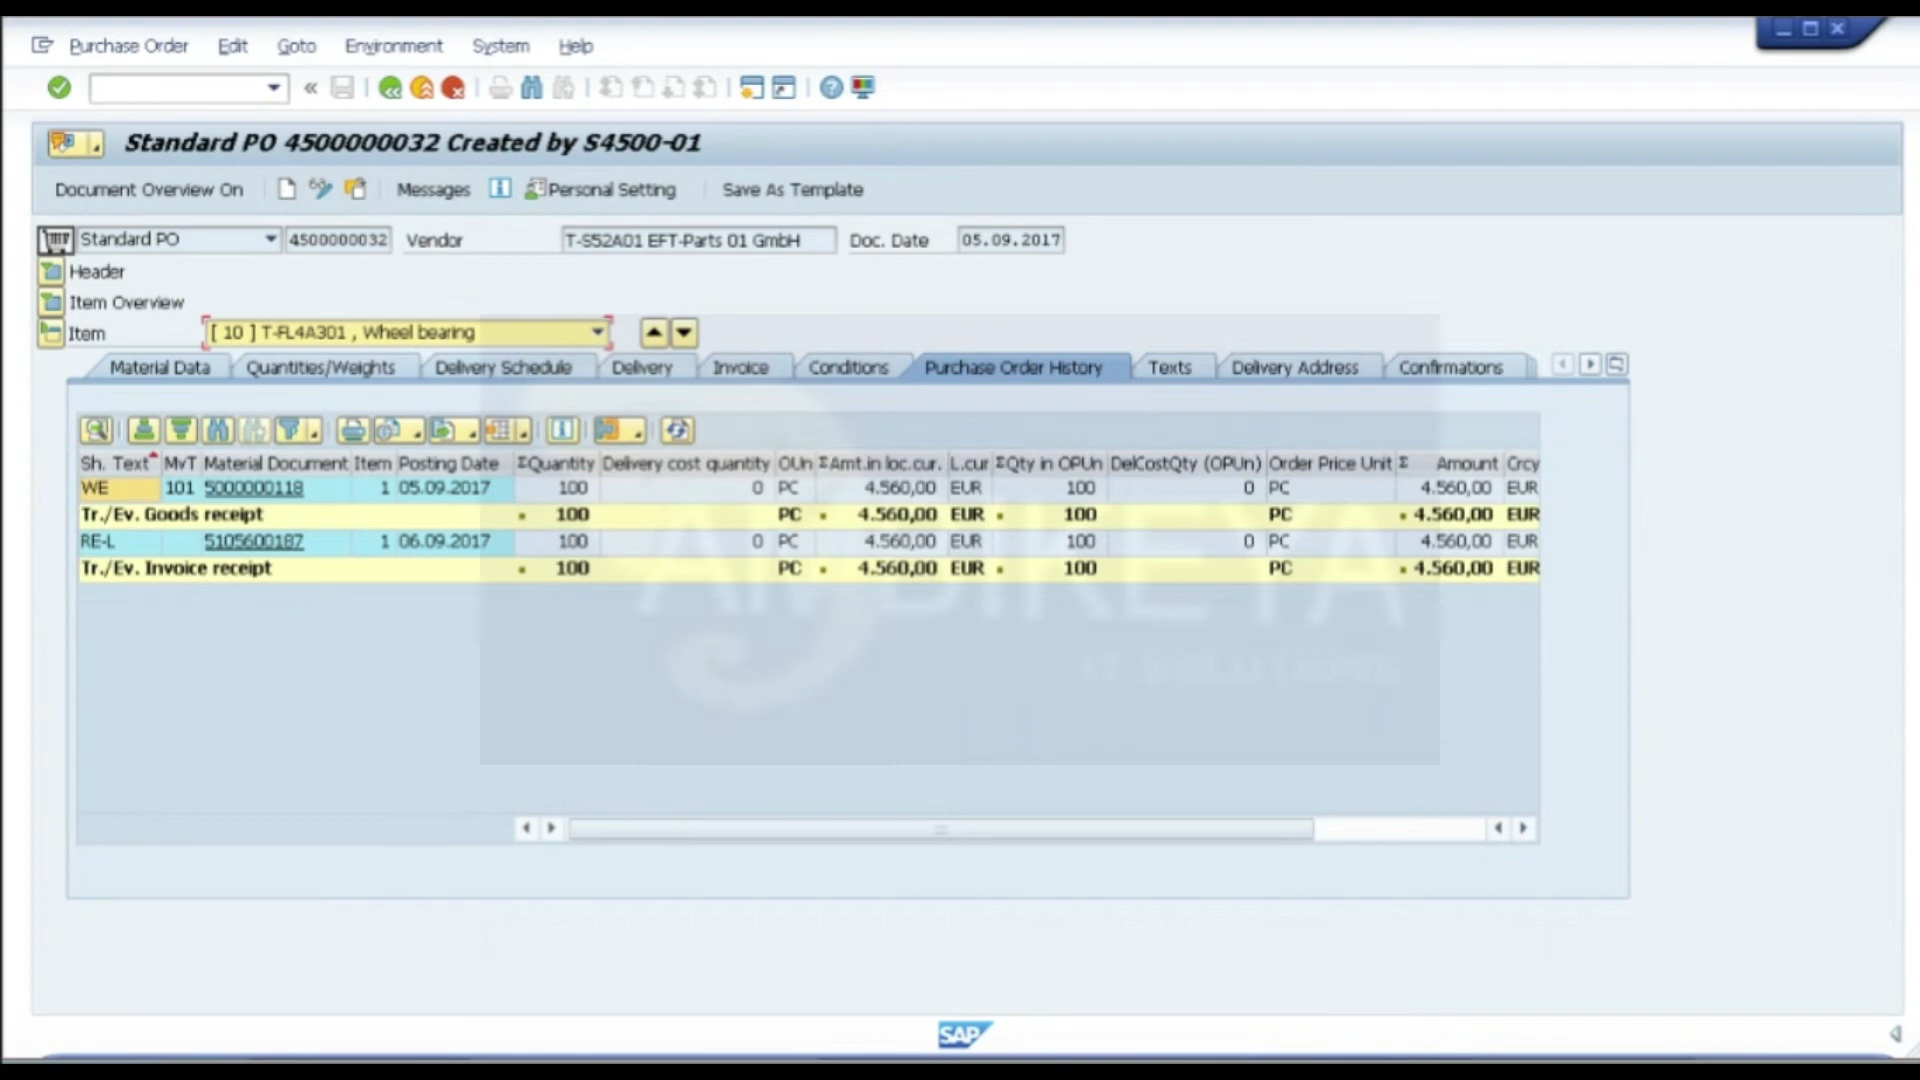 Purchase Order Edit Goto Environment System Help
Standard PO 4500000032 Created by S4500-01
Document Overview On Messages Personal Setting Save As Template
Standard PO 4500000032 Vendor T-S52A01 EFT-Parts 01 GmbH Doc. Date 05.09.2017
Header
Item Overview
Item [ 10 ] T-FL4A301 , Wheel bearing
Material Data Quantities/Weights Delivery Schedule Delivery Invoice Conditions Purchase Order History Texts Delivery Address Confirmations
Sh. Text MvT Material Document Item Posting Date ΣQuantity Delivery cost quantity OUn ΣAmt.in loc.cur. L.cur ΣQty in OPUn DelCostQty (OPUn) Order Price Unit Σ Amount Crcy
WE 101 5000000118 1 05.09.2017 100 0 PC 4.560,00 EUR 100 0 PC 4.560,00 EUR
Tr./Ev. Goods receipt 100 PC 4.560,00 EUR 100 PC 4.560,00 EUR
RE-L 5105600187 1 06.09.2017 100 0 PC 4.560,00 EUR 100 0 PC 4.560,00 EUR
Tr./Ev. Invoice receipt 100 PC 4.560,00 EUR 100 PC 4.560,00 EUR
SAP